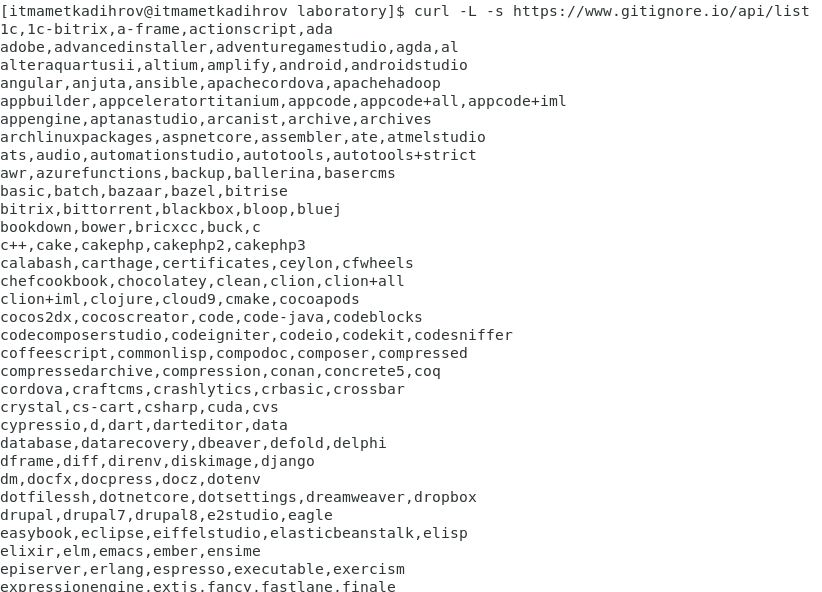 [itmametkadihrov@itmametkadihrov laboratory]$ curl -L -s https://www.gitignore.io/api/list
1c,1c-bitrix,a-frame,actionscript,ada
adobe,advancedinstaller,adventuregamestudio,agda,al
alteraquartusii,altium,amplify,android,androidstudio
angular,anjuta,ansible,apachecordova,apachehadoop
appbuilder,appceleratortitanium,appcode,appcode+all,appcode+iml
appengine,aptanastudio,arcanist,archive,archives
archlinuxpackages,aspnetcore,assembler,ate,atmelstudio
ats,audio,automationstudio,autotools,autotools+strict
awr,azurefunctions,backup,ballerina,basercms
basic,batch,bazaar,bazel,bitrise
bitrix,bittorrent,blackbox,bloop,bluej
bookdown,bower,bricxcc,buck,c
c++,cake,cakephp,cakephp2,cakephp3
calabash,carthage,certificates,ceylon,cfwheels
chefcookbook,chocolatey,clean,clion,clion+all
clion+iml,clojure,cloud9,cmake,cocoapods
cocos2dx,cocoscreator,code,code-java,codeblocks
codecomposerstudio,codeigniter,codeio,codekit,codesniffer
coffeescript,commonlisp,compodoc,composer,compressed
compressedarchive,compression,conan,concrete5,coq
cordova,craftcms,crashlytics,crbasic,crossbar
crystal,cs-cart,csharp,cuda,cvs
cypressio,d,dart,darteditor,data
database,datarecovery,dbeaver,defold,delphi
dframe,diff,direnv,diskimage,django
dm,docfx,docpress,docz,dotenv
dotfilessh,dotnetcore,dotsettings,dreamweaver,dropbox
drupal,drupal7,drupal8,e2studio,eagle
easybook,eclipse,eiffelstudio,elasticbeanstalk,elisp
elixir,elm,emacs,ember,ensime
episerver,erlang,espresso,executable,exercism
expressionengine,extjs,fancy,fastlane,finale